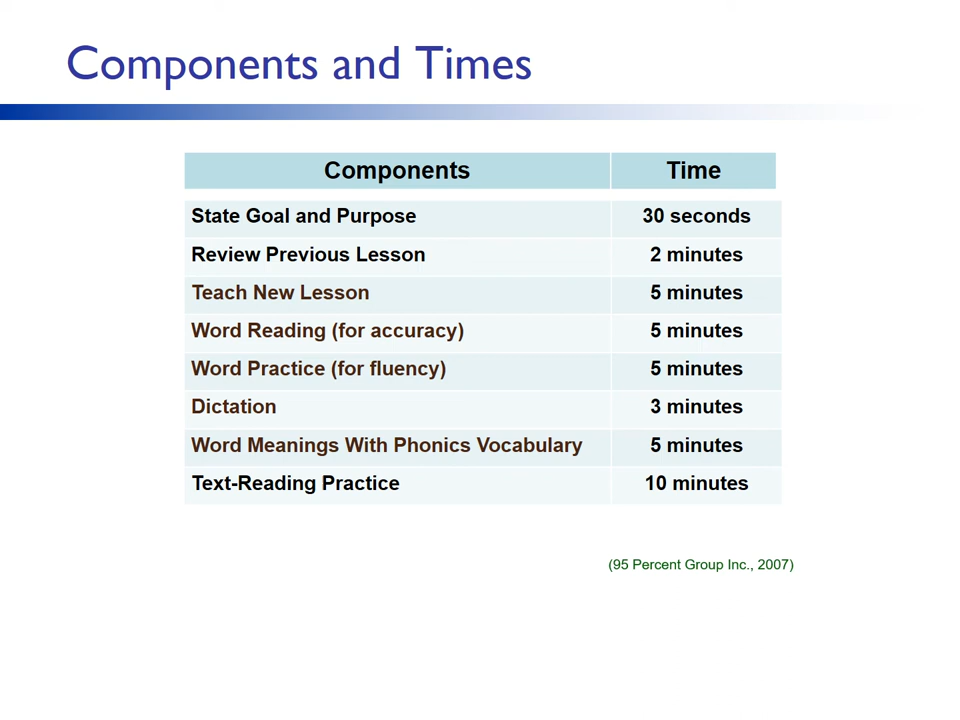 Components and Times
Components Time
State Goal and Purpose 30 seconds
Review Previous Lesson 2 minutes
Teach New Lesson 5 minutes
Word Reading (for accuracy) 5 minutes
Word Practice (for fluency) 5 minutes
Dictation 3 minutes
Word Meanings With Phonics Vocabulary 5 minutes
Text-Reading Practice 10 minutes
(95 Percent Group Inc., 2007)